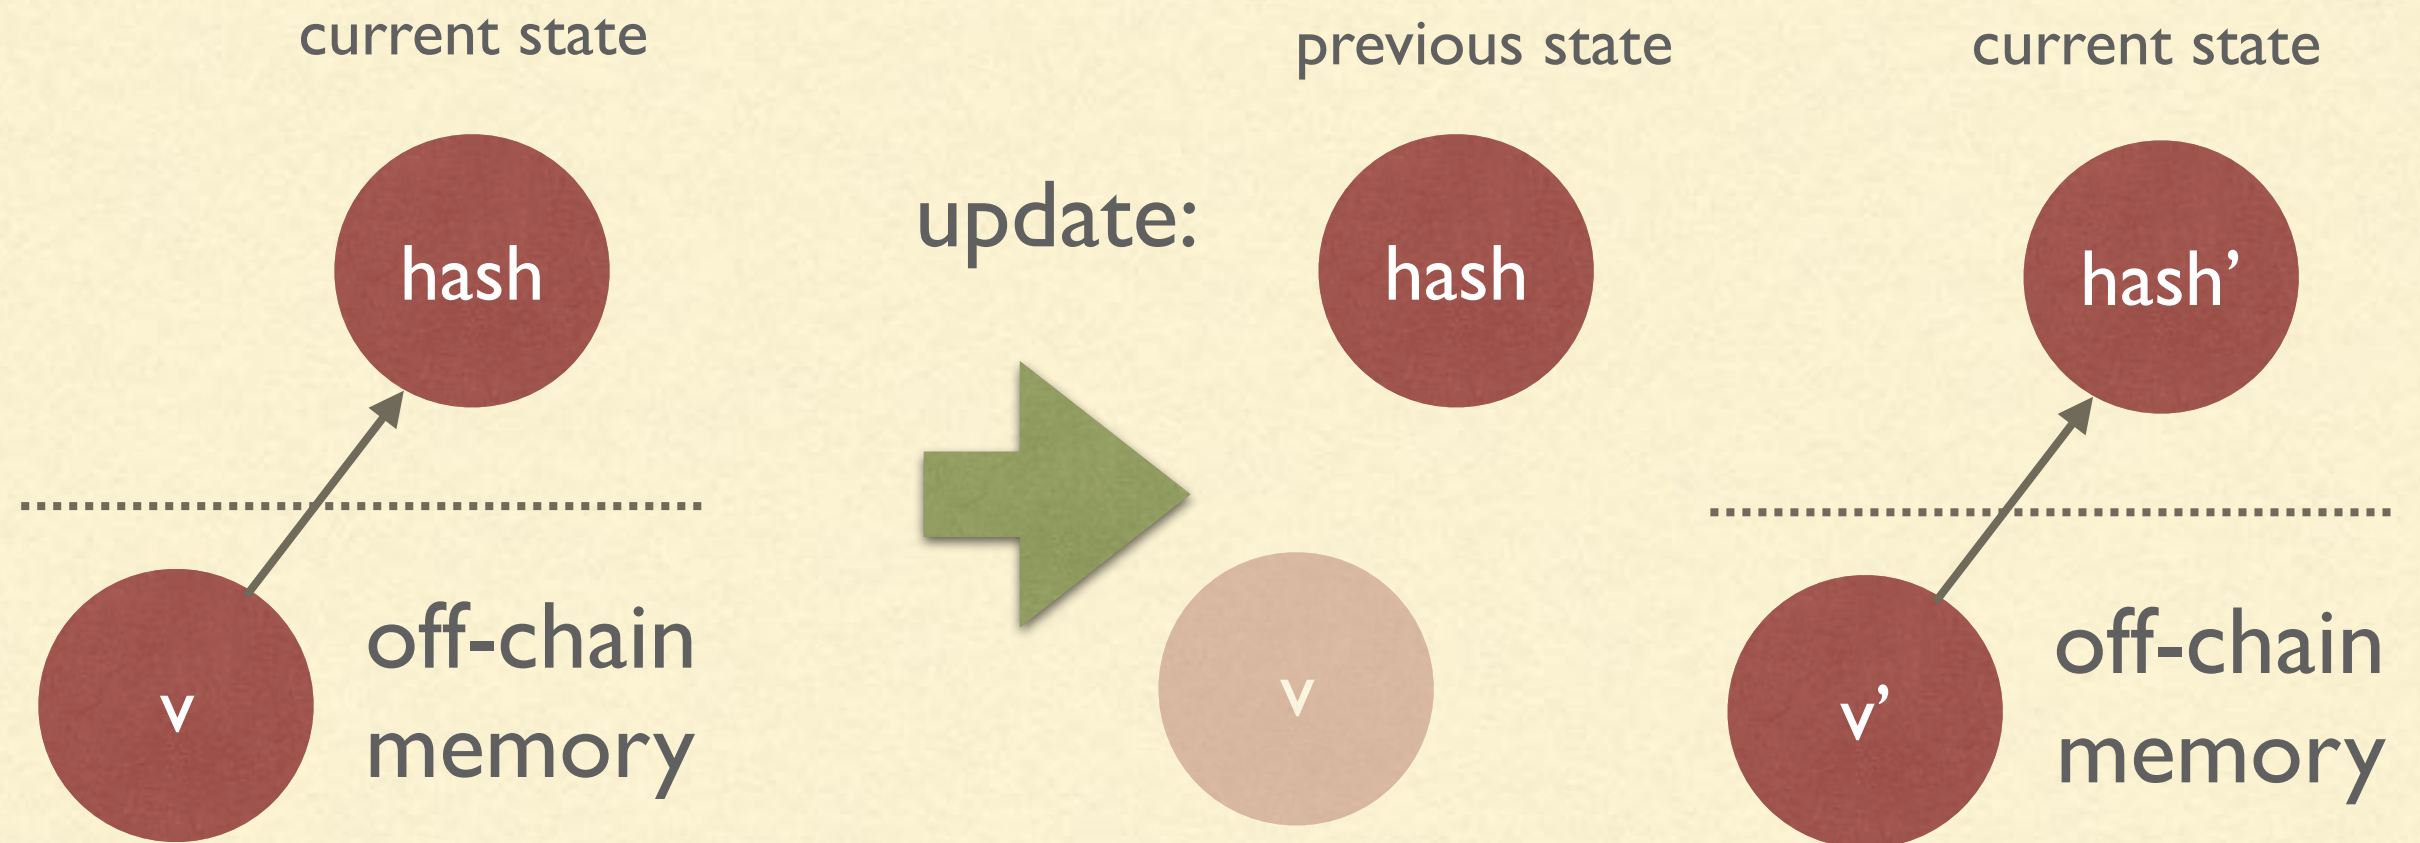 current state
hash
v
off-chain
memory
update:
previous state
hash
v
current state
hash’
v’
off-chain
memory